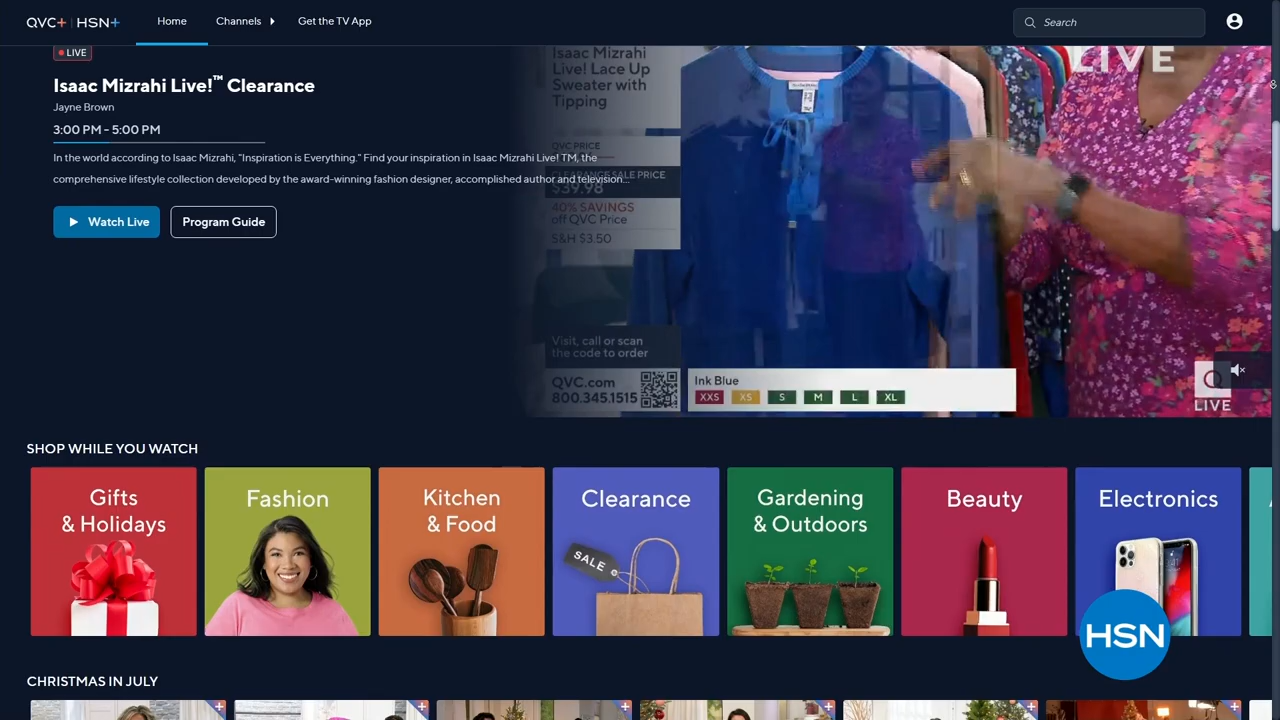 QVC+ | HSN+
Home
Channels
Get the TV App
Search
LIVE
Isaac Mizrahi Live!™ Clearance
Jayne Brown
3:00 PM - 5:00 PM
In the world according to Isaac Mizrahi, "Inspiration is Everything." Find your inspiration in Isaac Mizrahi Live! TM, the
comprehensive lifestyle collection developed by the award-winning fashion designer, accomplished author and television...
Watch Live
Program Guide
Isaac Mizrahi
Live! Lace Up
Sweater with
Tipping
QVC PRICE
CLEARANCE SALE PRICE
$39.98
40% SAVINGS
off QVC Price
S&H $3.50
Visit, call or scan
the code to order
QVC.com
800.345.1515
Ink Blue
XXS
XS
S
M
L
XL
LIVE
Q
LIVE
SHOP WHILE YOU WATCH
Gifts
& Holidays
Fashion
Kitchen
& Food
Clearance
SALE
Gardening
& Outdoors
Beauty
Electronics
HSN
CHRISTMAS IN JULY